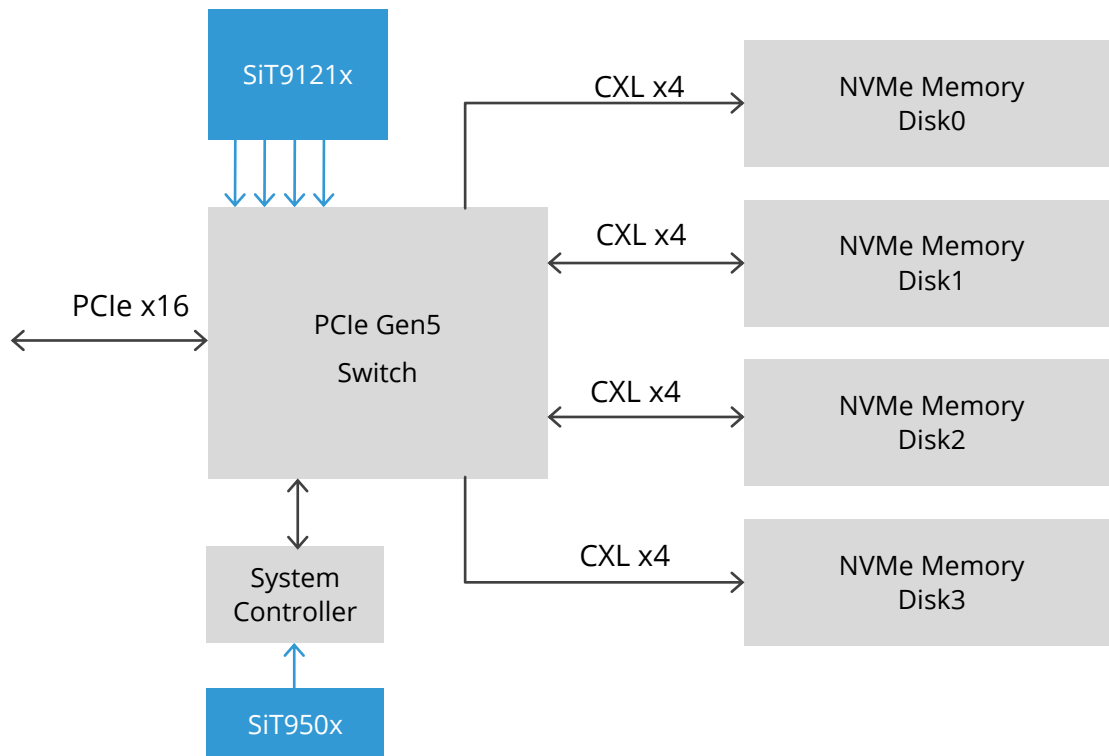 SiT9121x
CXL x4
NVMe Memory
Disk0
CXL x4
NVMe Memory
Disk1
PCIe x16
PCIe Gen5
Switch
CXL x4
NVMe Memory
Disk2
CXL x4
NVMe Memory
Disk3
System
Controller
SiT950x